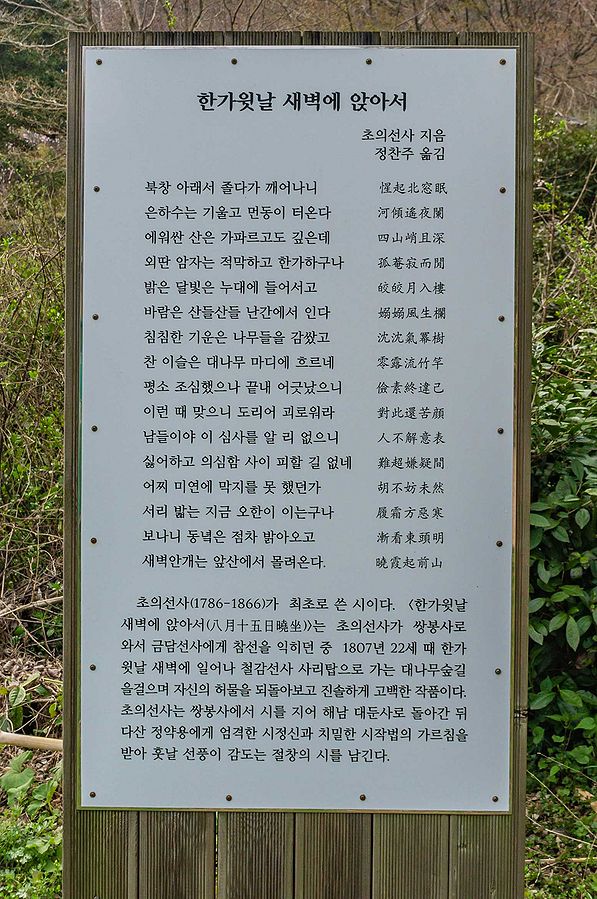 한가윗날 새벽에 앉아서
초의선사 지음
정찬주 옮김
북창 아래서 졸다가 깨어나니 惺起北窓眠
은하수는 기울고 먼동이 터온다 河傾遙夜闌
에워싼 산은 가파르고도 깊은데 四山峭且深
외딴 암자는 적막하고 한가하구나 孤菴寂而閒
밝은 달빛은 누대에 들어서고 皎皎月入樓
바람은 산들산들 난간에서 인다 嫋嫋風生欄
침침한 기운은 나무들을 감쌌고 沈沈氣羃樹
찬 이슬은 대나무 마디에 흐르네 零露流竹竿
평소 조심했으나 끝내 어긋났으니 儉素終違己
이런 때 맞으니 도리어 괴로워라 對此還苦顔
남들이야 이 심사를 알 리 없으니 人不解意表
싫어하고 의심함 사이 피할 길 없네 難超嫌疑間
어찌 미연에 막지를 못 했던가 胡不妨未然
서리 밟는 지금 오한이 이는구나 履霜方惡寒
보나니 동녘은 점차 밝아오고 漸看東頭明
새벽안개는 앞산에서 몰려온다. 曉霞起前山
초의선사(1786-1866)가 최초로 쓴 시이다. 〈한가윗날
새벽에 앉아서(八月十五日曉坐)〉는 초의선사가 쌍봉사로
와서 금담선사에게 참선을 익히던 중 1807년 22세 때 한가
윗날 새벽에 일어나 철감선사 사리탑으로 가는 대나무숲길
을걸으며 자신의 허물을 되돌아보고 진솔하게 고백한 작품이다.
초의선사는 쌍봉사에서 시를 지어 해남 대둔사로 돌아간 뒤
다산 정약용에게 엄격한 시정신과 치밀한 시작법의 가르침을
받아 훗날 선풍이 감도는 절창의 시를 남긴다.